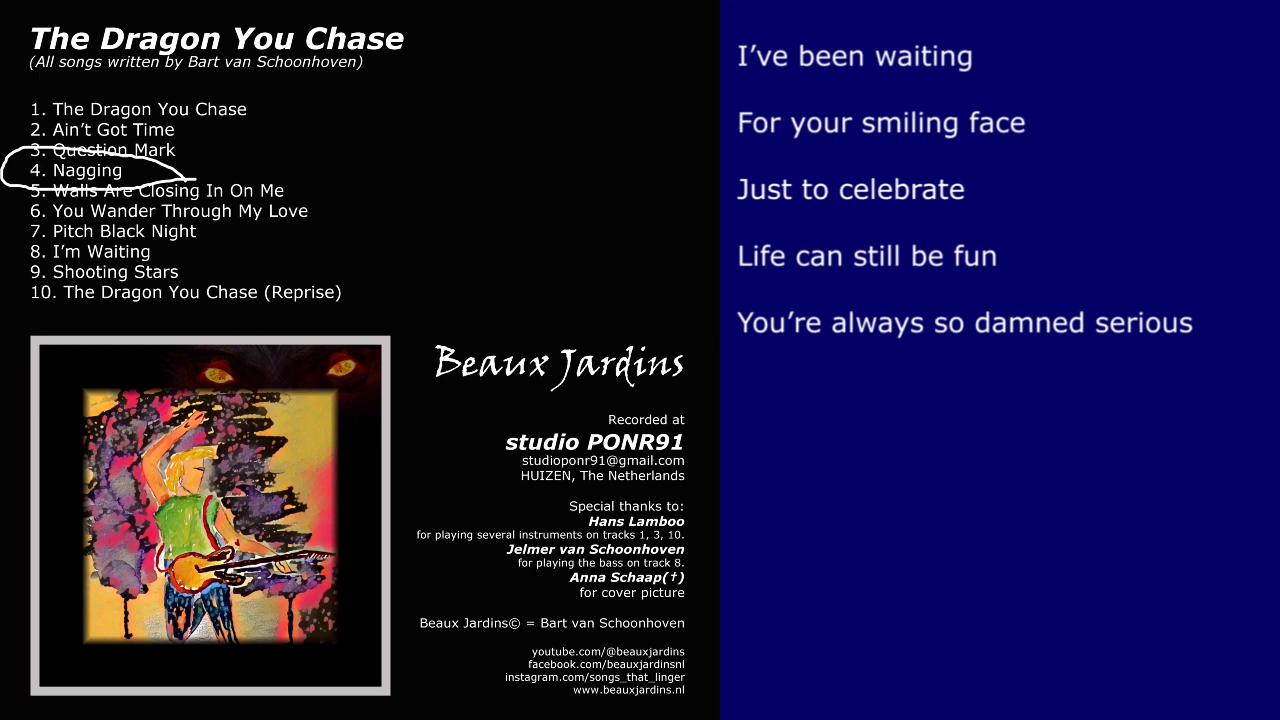 The Dragon You Chase
(All songs written by Bart van Schoonhoven)
1. The Dragon You Chase
2. Ain't Got Time
3. Question Mark
4. Nagging
5. Walls Are Closing In On Me
6. You Wander Through My Love
7. Pitch Black Night
8. I'm Waiting
9. Shooting Stars
10. The Dragon You Chase (Reprise)
Beaux Jardins
Recorded at
studio PONR91
studioponr91@gmail.com
HUIZEN, The Netherlands
Special thanks to:
Hans Lamboo
for playing several instruments on tracks 1, 3, 10.
Jelmer van Schoonhoven
for playing the bass on track 8.
Anna Schaap(†)
for cover picture
Beaux Jardins© = Bart van Schoonhoven
youtube.com/@beauxjardins
facebook.com/beauxjardinsnl
instagram.com/songs_that_linger
www.beauxjardins.nl
I've been waiting
For your smiling face
Just to celebrate
Life can still be fun
You're always so damned serious